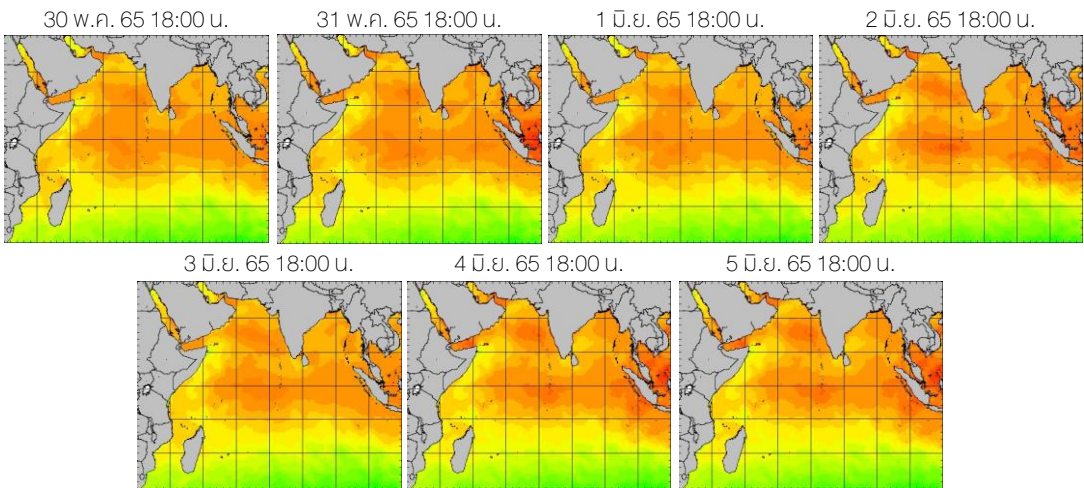 30 พ.ค. 65 18:00 น.
31 พ.ค. 65 18:00 น.
1 มิ.ย. 65 18:00 น.
2 มิ.ย. 65 18:00 น.
3 มิ.ย. 65 18:00 น.
4 มิ.ย. 65 18:00 น.
5 มิ.ย. 65 18:00 น.